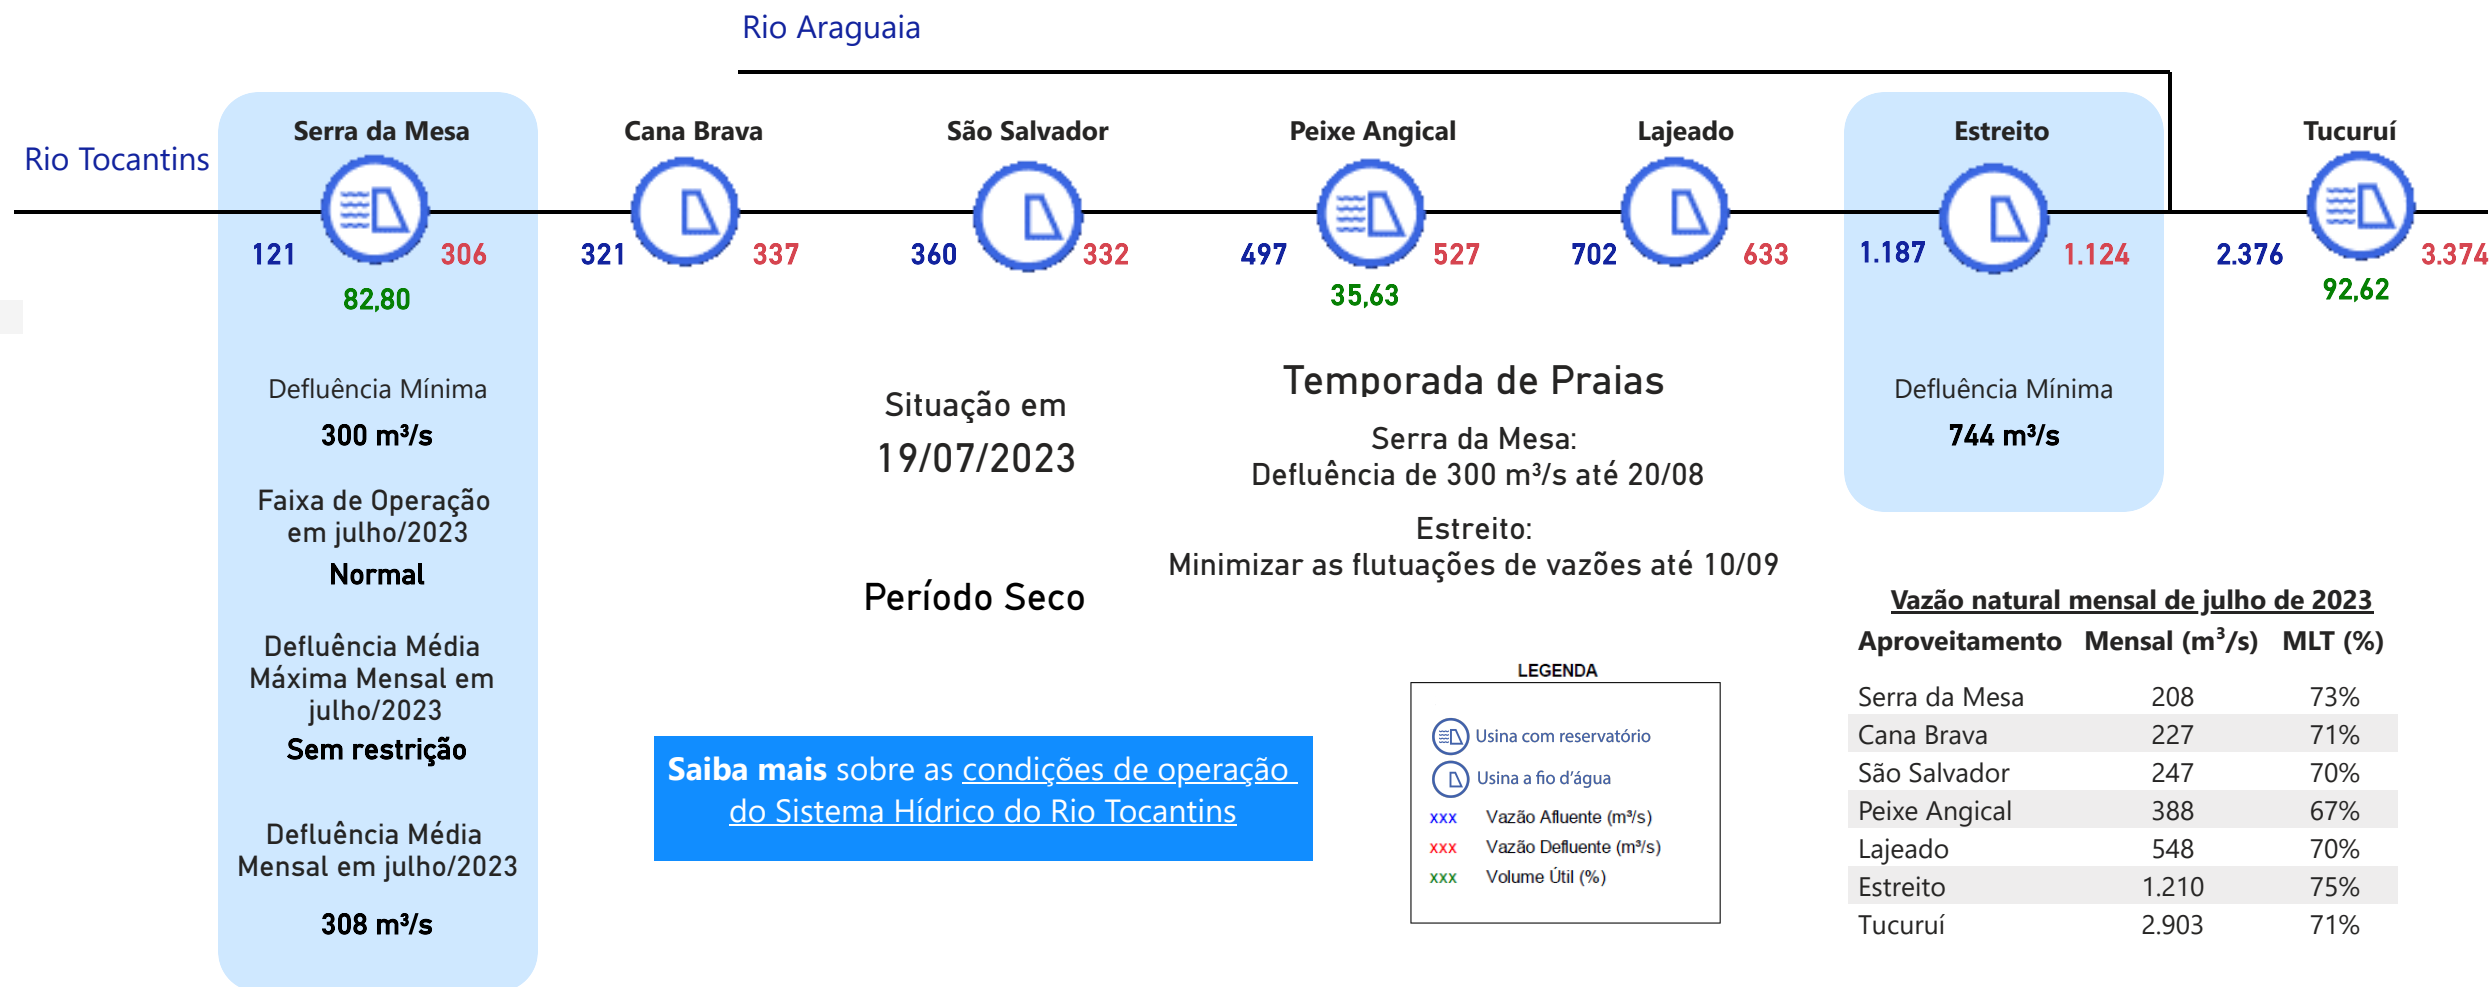 Rio Araguaia
Rio Tocantins
Serra da Mesa
Cana Brava
São Salvador
Peixe Angical
Lajeado
Estreito
Tucuruí
121
306
321
337
360
332
497
527
702
633
1.187
1.124
2.376
3.374
82,80
35,63
92,62
Defluência Mínima
300 m³/s
Faixa de Operação
em julho/2023
Normal
Defluência Média
Máxima Mensal em
julho/2023
Sem restrição
Defluência Média
Mensal em julho/2023
308 m³/s
Situação em
19/07/2023
Período Seco
Temporada de Praias
Serra da Mesa:
Defluência de 300 m³/s até 20/08
Estreito:
Minimizar as flutuações de vazões até 10/09
Defluência Mínima
744 m³/s
Saiba mais sobre as condições de operação
do Sistema Hídrico do Rio Tocantins
LEGENDA
Usina com reservatório
Usina a fio d'água
xxx Vazão Afluente (m³/s)
xxx Vazão Defluente (m³/s)
xxx Volume Útil (%)
Vazão natural mensal de julho de 2023
Aproveitamento Mensal (m³/s) MLT (%)
Serra da Mesa 208 73%
Cana Brava 227 71%
São Salvador 247 70%
Peixe Angical 388 67%
Lajeado 548 70%
Estreito 1.210 75%
Tucuruí 2.903 71%